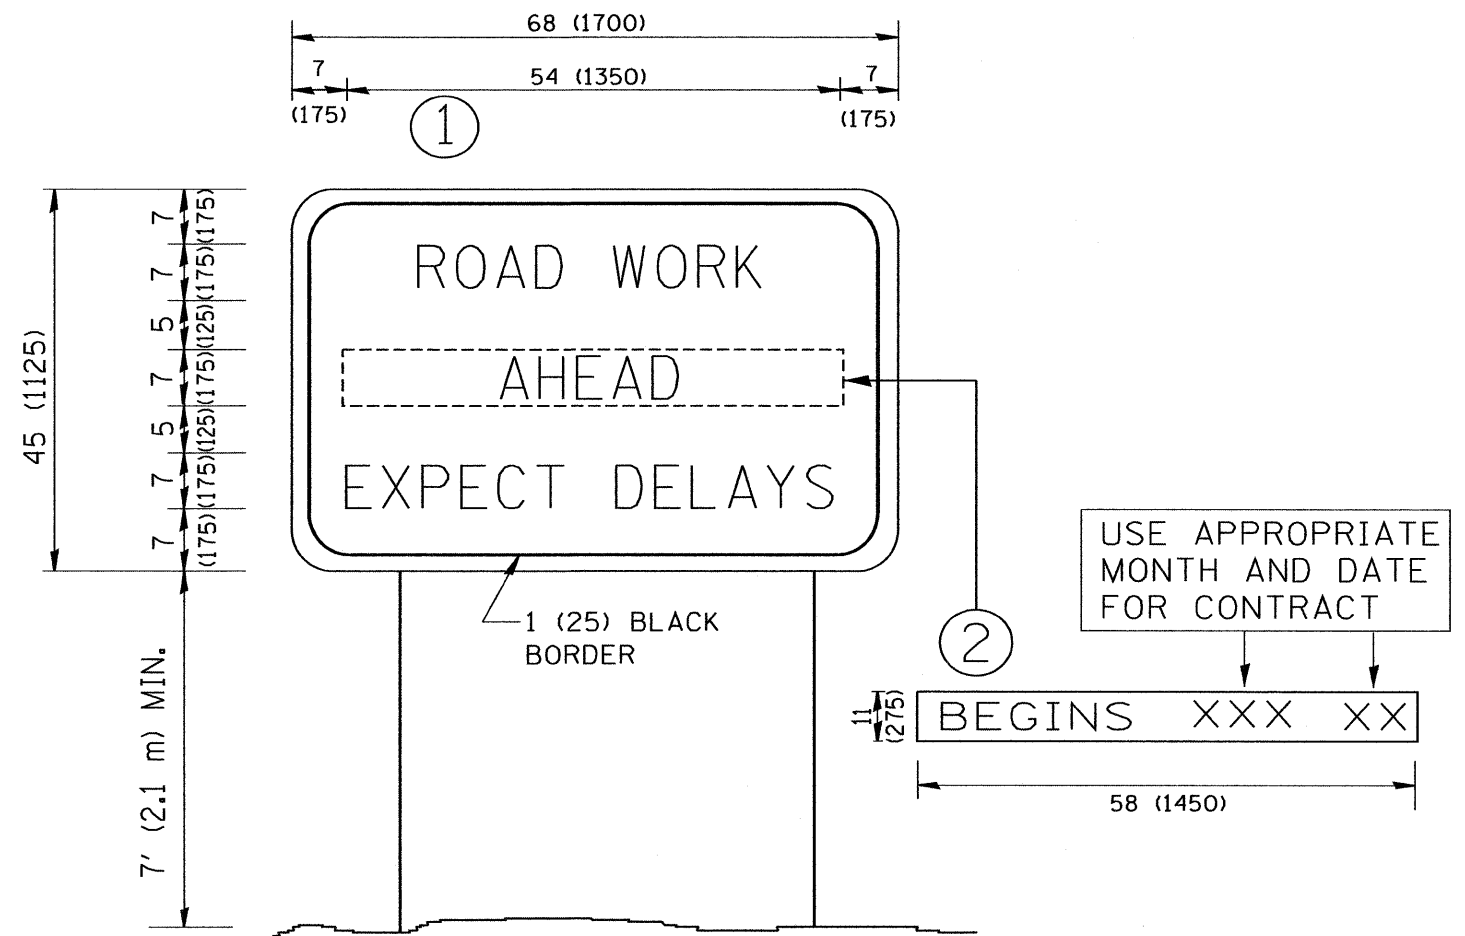 68 (1700)
7
54 (1350)
7
(175)
(175)
1
7
(175)
7
(175)
5
(125)
7
(175)
5
(125)
7
(175)
7
(175)
45 (1125)
ROAD WORK
AHEAD
EXPECT DELAYS
1 (25) BLACK
BORDER
7' (2.1 m) MIN.
USE APPROPRIATE
MONTH AND DATE
FOR CONTRACT
2
11
(275)
BEGINS XXX XX
58 (1450)